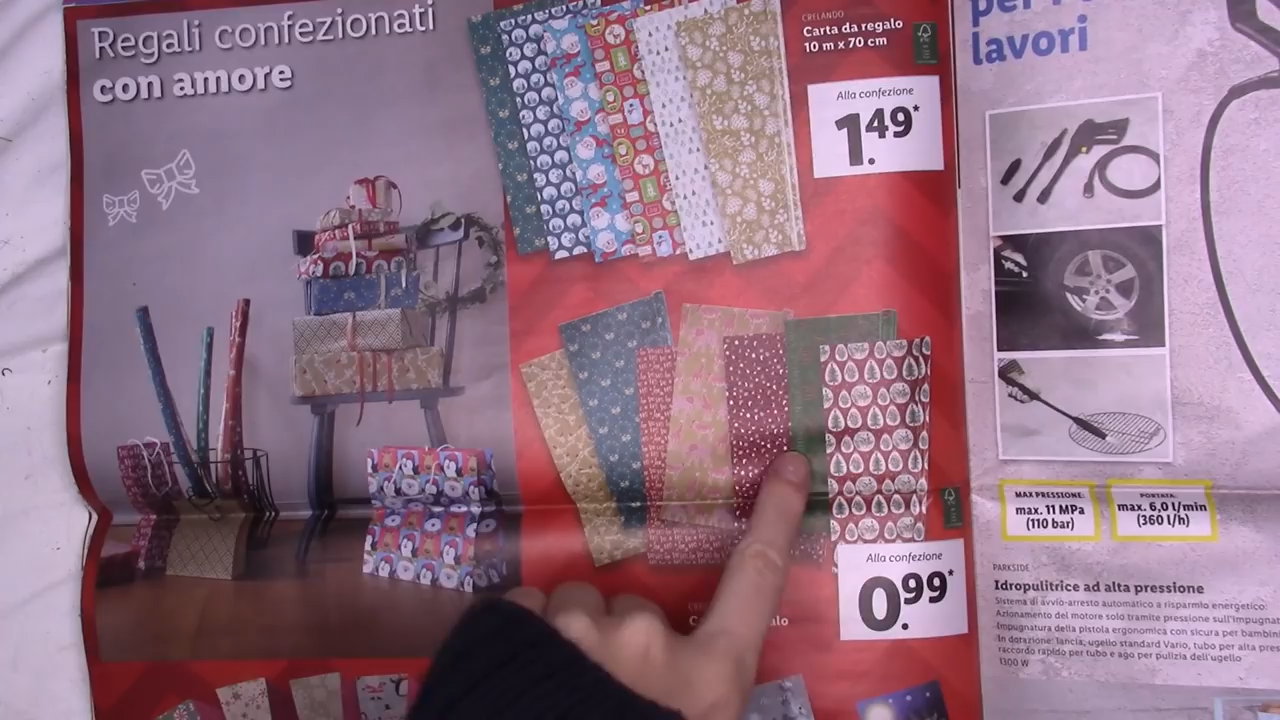 Regali confezionati
con amore
CRELANDO
Carta da regalo
10 m x 70 cm
Alla confezione
1.49*
Alla confezione
0.99*
lavori
MAX PRESSIONE:
max. 11 MPa
(110 bar)
PORTATA:
max. 6,0 l/min
(360 l/h)
PARKSIDE
Idropulitrice ad alta pressione
Sistema di avvio-arresto automatico a risparmio energetico:
Azionamento del motore solo tramite pressione sull'impugnat
Impugnatura della pistola ergonomica con sicura per bambin
In dotazione: lancia, ugello standard Vario, tubo per alta pres
raccordo rapido per tubo e ago per pulizia dell'ugello
1300 W